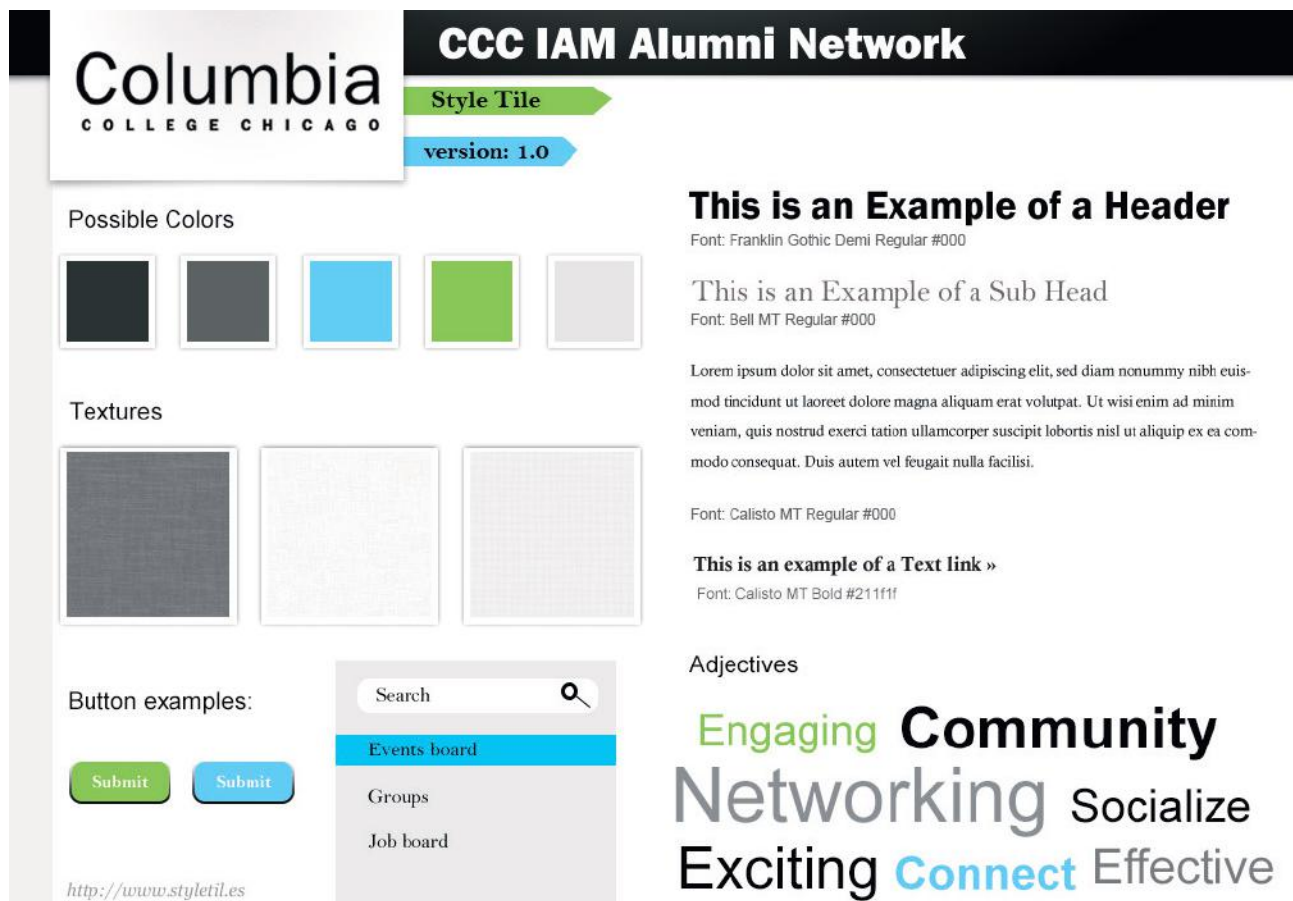 Columbia
COLLEGE CHICAGO
CCC IAM Alumni Network
Style Tile
version: 1.0
Possible Colors
Textures
Button examples:
Submit
Submit
http://www.styletil.es
Search
Events board
Groups
Job board
This is an Example of a Header
Font: Franklin Gothic Demi Regular #000
This is an Example of a Sub Head
Font: Bell MT Regular #000
Lorem ipsum dolor sit amet, consectetuer adipiscing elit, sed diam nonummy nibh euis-
mod tincidunt ut laoreet dolore magna aliquam erat volutpat. Ut wisi enim ad minim
veniam, quis nostrud exerci tation ullamcorper suscipit lobortis nisl ut aliquip ex ea com-
modo consequat. Duis autem vel feugait nulla facilisi.
Font: Calisto MT Regular #000
This is an example of a Text link »
Font: Calisto MT Bold #211f1f
Adjectives
Engaging Community
Networking Socialize
Exciting Connect Effective